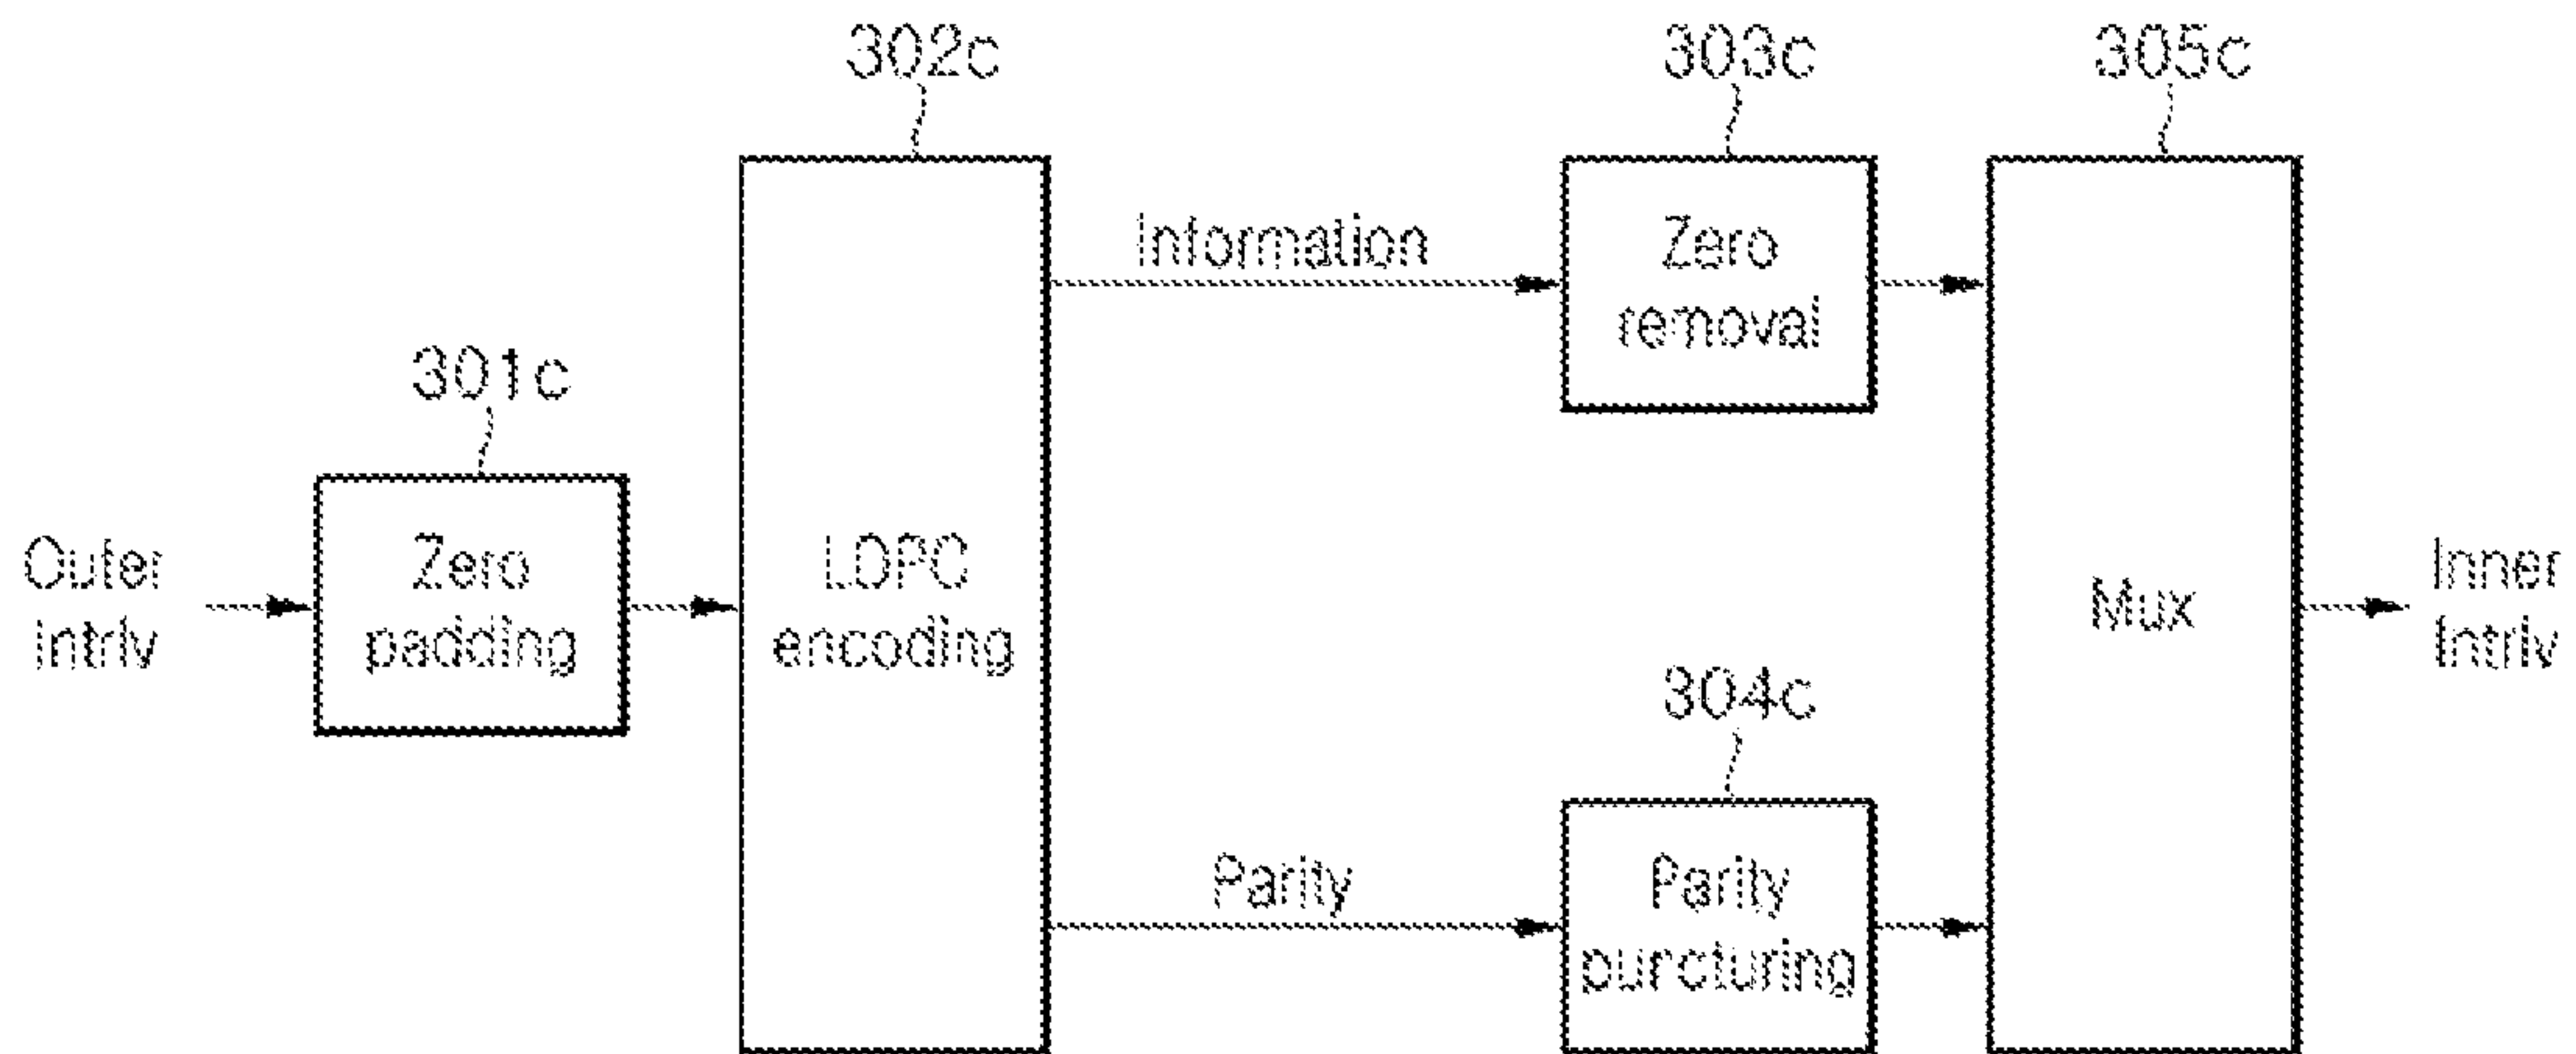 302c
303c
305c
Information
Zero
removal
301c
Outer
intrlv
Zero
padding
LDPC
encoding
Mux
Inner
Intrlv
304c
Parity
Parity
puncturing